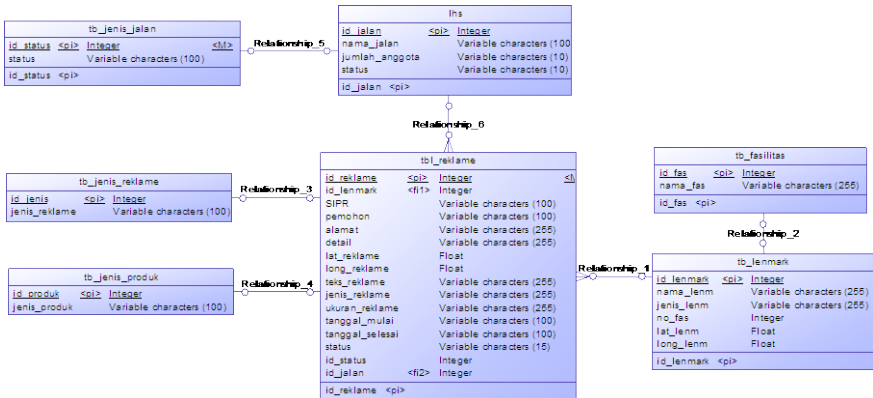 tb_jenis_jalan
id_status <pi> Integer <M>
status Variable characters (100)
id_status <pi>
Relationship_5
lhs
id_jalan <pi> Integer
nama_jalan Variable characters (100
jumlah_anggota Variable characters (10)
status Variable characters (10)
id_jalan <pi>
Relationship_6
tb_jenis_reklame
id_jenis <pi> Integer
jenis_reklame Variable characters (100)
Relationship_3
tb_jenis_produk
id_produk <pi> Integer
jenis_produk Variable characters (100)
Relationship_4
tbl_reklame
id_reklame <pi> Integer <M
id_lenmark <fi1> Integer
SIPR Variable characters (100)
pemohon Variable characters (100)
alamat Variable characters (255)
detail Variable characters (255)
lat_reklame Float
long_reklame Float
teks_reklame Variable characters (255)
jenis_reklame Variable characters (255)
ukuran_reklame Variable characters (255)
tanggal_mulai Variable characters (100)
tanggal_selesai Variable characters (100)
status Variable characters (15)
id_status Integer
id_jalan <fi2> Integer
id_reklame <pi>
Relationship_1
tb_fasilitas
id_fas <pi> Integer
nama_fas Variable characters (255)
id_fas <pi>
Relationship_2
tb_lenmark
id_lenmark <pi> Integer
nama_lenm Variable characters (255)
jenis_lenm Variable characters (255)
no_fas Integer
lat_lenm Float
long_lenm Float
id_lenmark <pi>